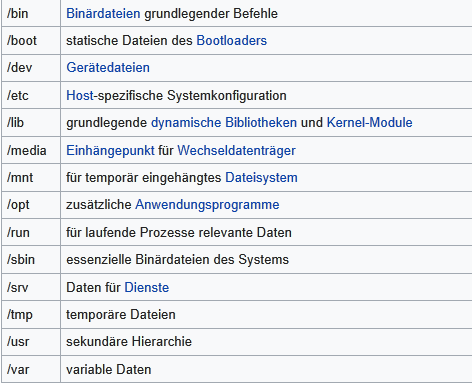 /bin Binärdateien grundlegender Befehle
/boot statische Dateien des Bootloaders
/dev Gerätedateien
/etc Host-spezifische Systemkonfiguration
/lib grundlegende dynamische Bibliotheken und Kernel-Module
/media Einhängepunkt für Wechseldatenträger
/mnt für temporär eingehängtes Dateisystem
/opt zusätzliche Anwendungsprogramme
/run für laufende Prozesse relevante Daten
/sbin essenzielle Binärdateien des Systems
/srv Daten für Dienste
/tmp temporäre Dateien
/usr sekundäre Hierarchie
/var variable Daten